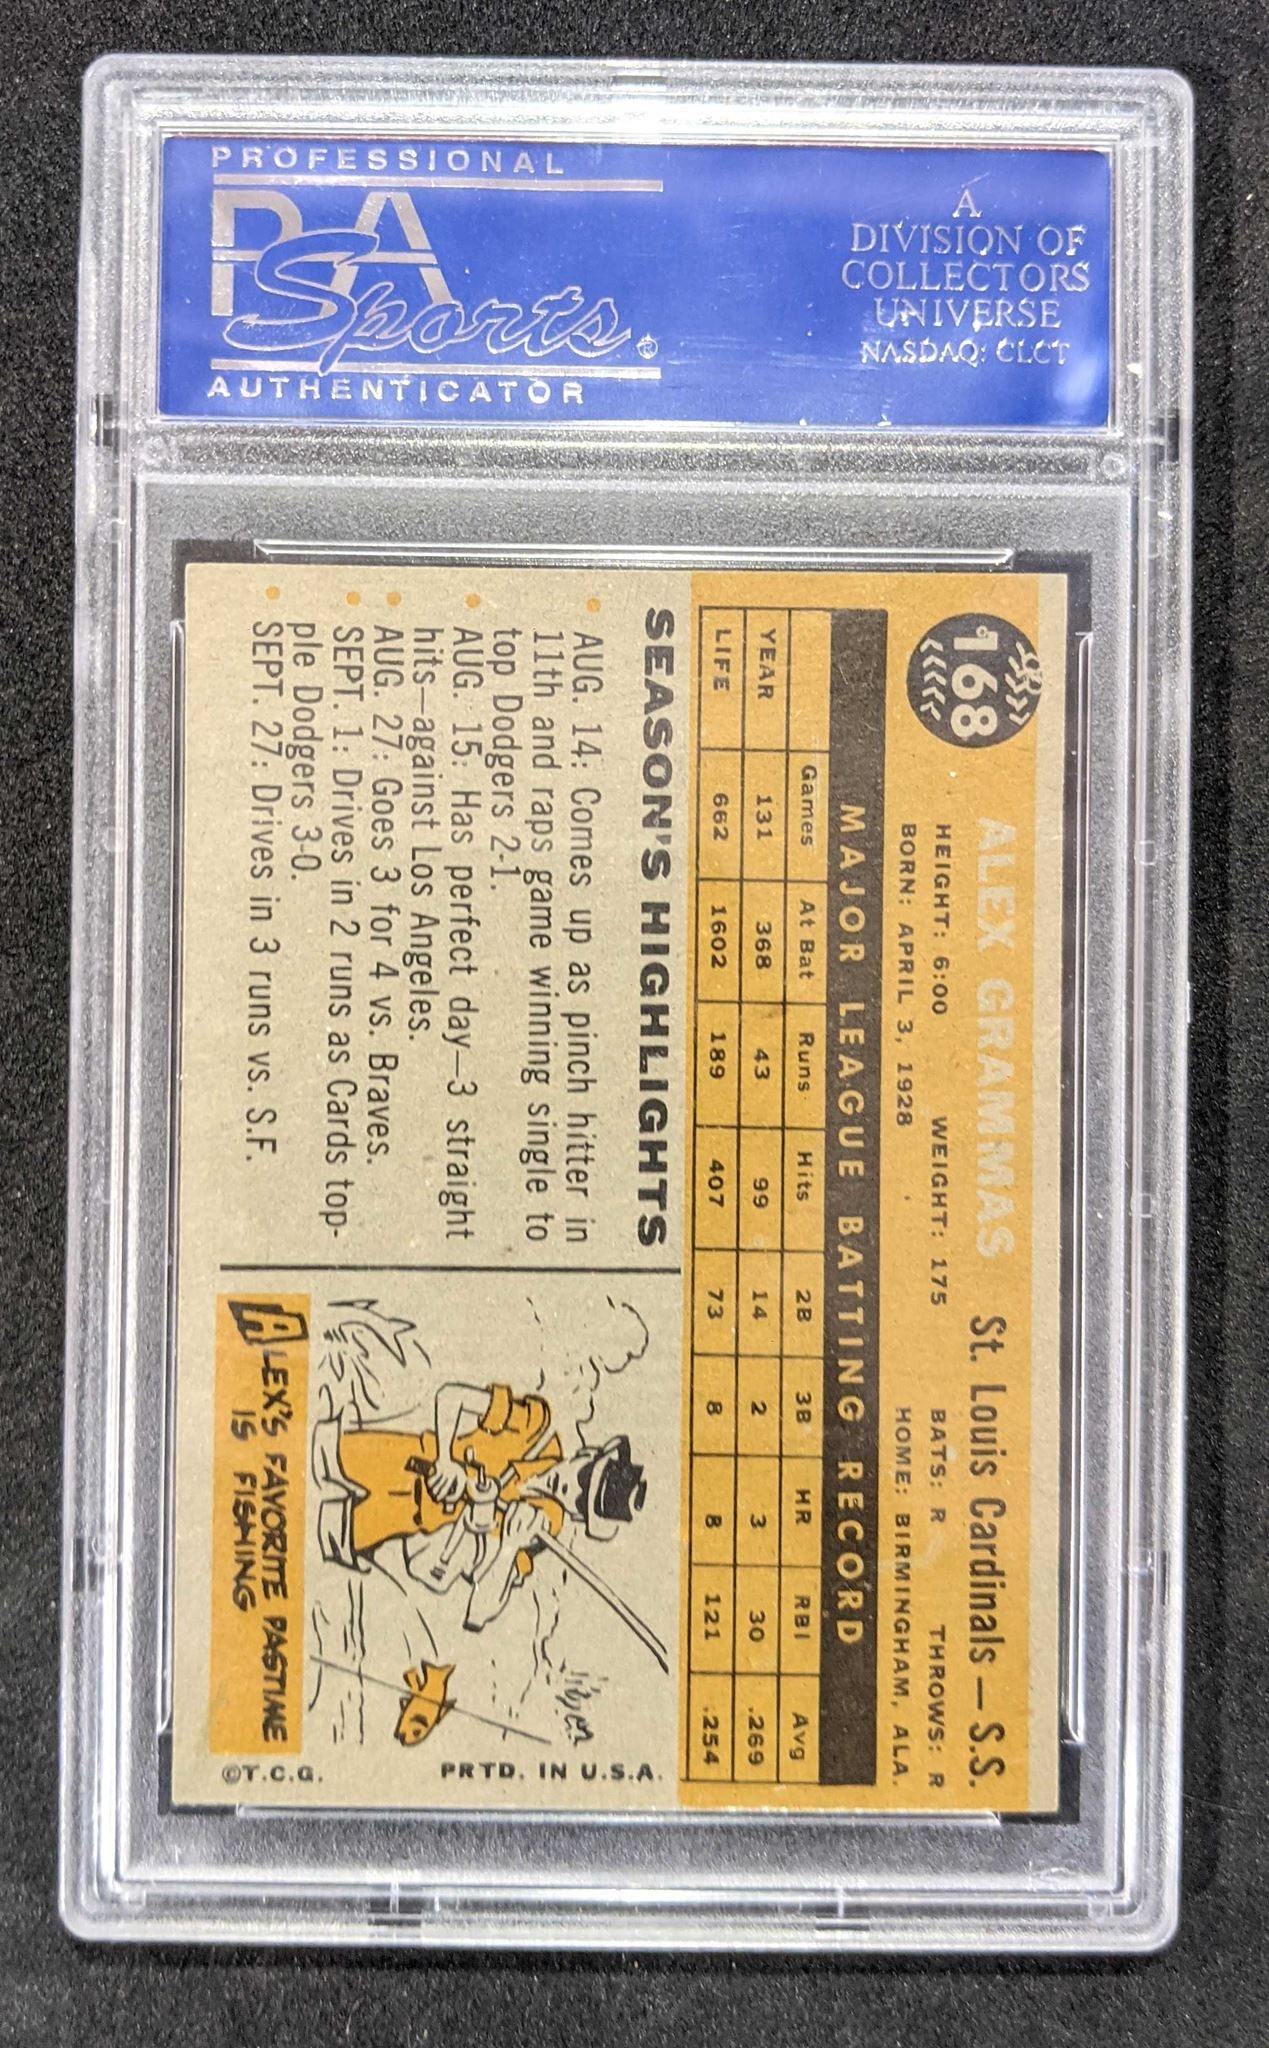 PROFESSIONAL
PSA
Sports®
AUTHENTICATOR
A
DIVISION OF
COLLECTORS
UNIVERSE
NASDAQ: CLCT
168
ALEX GRAMMAS St. Louis Cardinals — S.S.
HEIGHT: 6:00 WEIGHT: 175 BATS: R THROWS: R
BORN: APRIL 3, 1928 HOME: BIRMINGHAM, ALA.
MAJOR LEAGUE BATTING RECORD
Games At Bat Runs Hits 2B 3B HR RBI Avg
YEAR 131 368 43 99 14 2 3 30 .269
LIFE 662 1602 189 407 73 8 8 121 .254
SEASON'S HIGHLIGHTS
• AUG. 14: Comes up as pinch hitter in
11th and raps game winning single to
top Dodgers 2-1.
• AUG. 15: Has perfect day—3 straight
hits—against Los Angeles.
• AUG. 27: Goes 3 for 4 vs. Braves.
• SEPT. 1: Drives in 2 runs as Cards top-
ple Dodgers 3-0.
• SEPT. 27: Drives in 3 runs vs. S.F.
ALEX'S FAVORITE PASTIME
IS FISHING
PRTD. IN U.S.A.
©T.C.G.